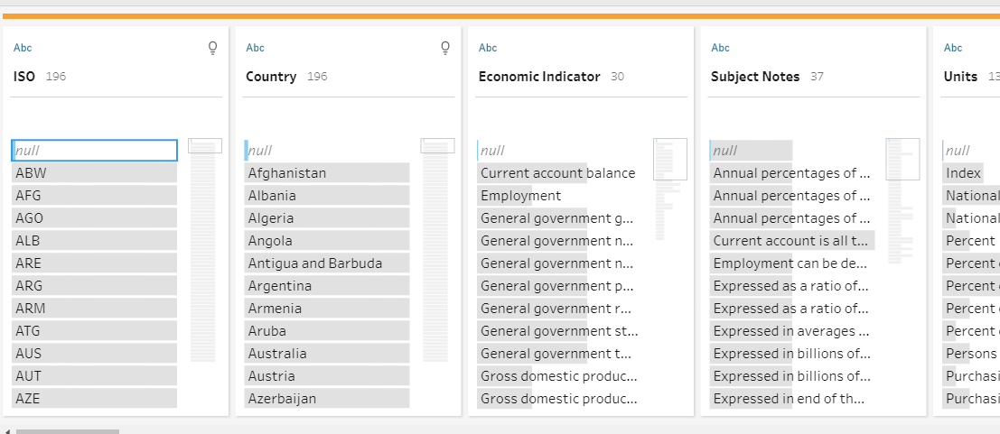 Abc
ISO 196
null
ABW
AFG
AGO
ALB
ARE
ARG
ARM
ATG
AUS
AUT
AZE
Abc
Country 196
null
Afghanistan
Albania
Algeria
Angola
Antigua and Barbuda
Argentina
Armenia
Aruba
Australia
Austria
Azerbaijan
Abc
Economic Indicator 30
null
Current account balance
Employment
General government g...
General government n...
General government n...
General government p...
General government r...
General government st...
General government t...
Gross domestic produc...
Gross domestic produc...
Abc
Subject Notes 37
null
Annual percentages of ...
Annual percentages of ...
Annual percentages of ...
Current account is all t...
Employment can be de...
Expressed as a ratio of...
Expressed as a ratio of...
Expressed in averages ...
Expressed in billions of...
Expressed in billions of...
Expressed in end of th...
Abc
Units 13
null
Index
National
National
Percent
Percent
Percent
Percent
Percent
Persons
Purchasi
Purchasi